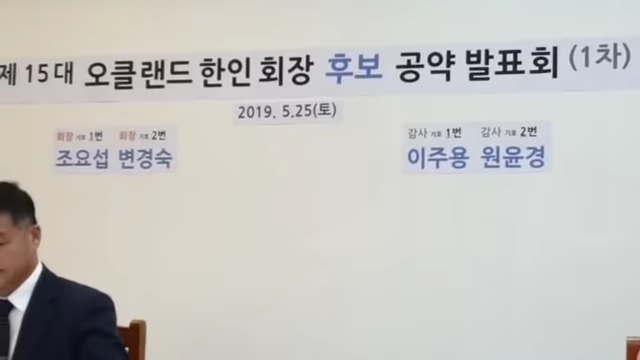 제 15대 오클랜드 한인 회장 후보 공약 발표회 (1차)
2019. 5.25(토)
회장 기호 1번 회장 기호 2번
조요섭 변경숙
감사 기호 1번 감사 기호 2번
이주용 원윤경